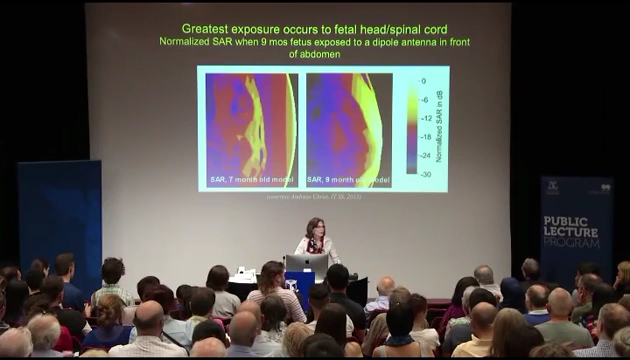 Greatest exposure occurs to fetal head/spinal cord
Normalized SAR when 9 mos fetus exposed to a dipole antenna in front
of abdomen
SAR, 7 month old model
SAR, 9 month old model
0
-6
-12
-18
-24
-30
Normalized SAR in dB
PUBLIC
LECTURE
PROGRAM